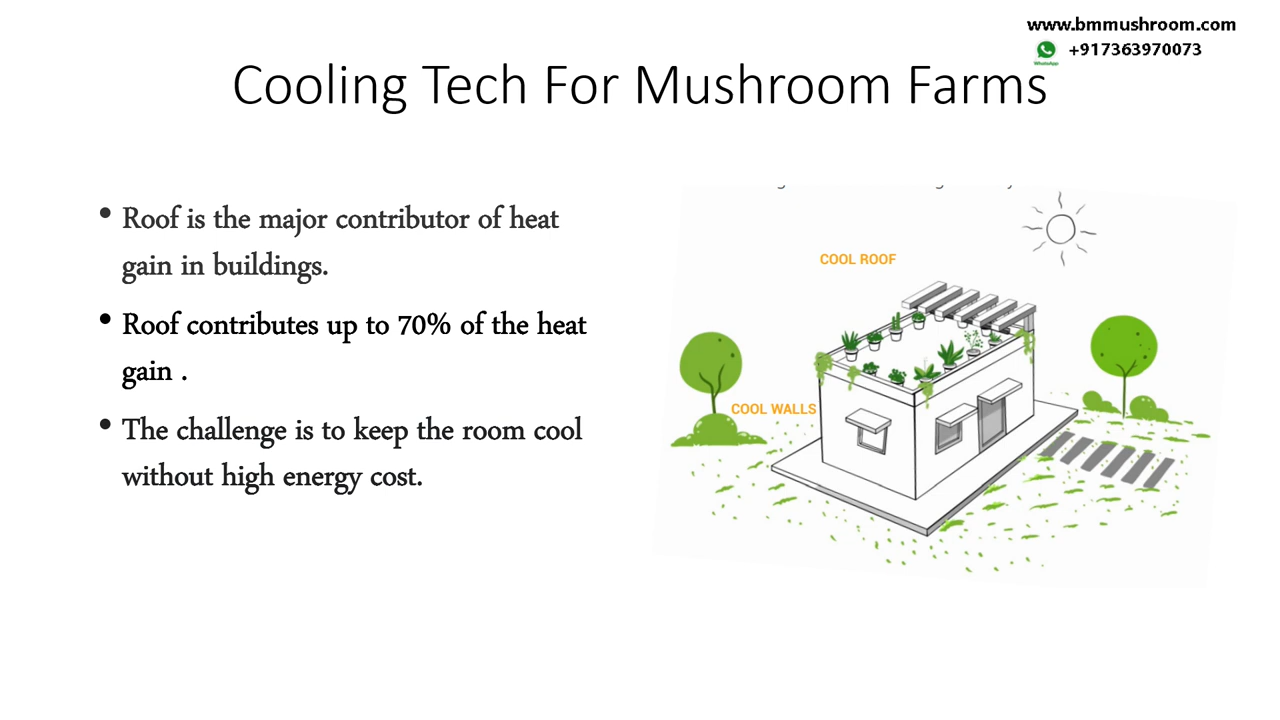 www.bmmushroom.com
+917363970073
WhatsApp
Cooling Tech For Mushroom Farms
• Roof is the major contributor of heat
gain in buildings.
• Roof contributes up to 70% of the heat
gain .
• The challenge is to keep the room cool
without high energy cost.
COOL ROOF
COOL WALLS